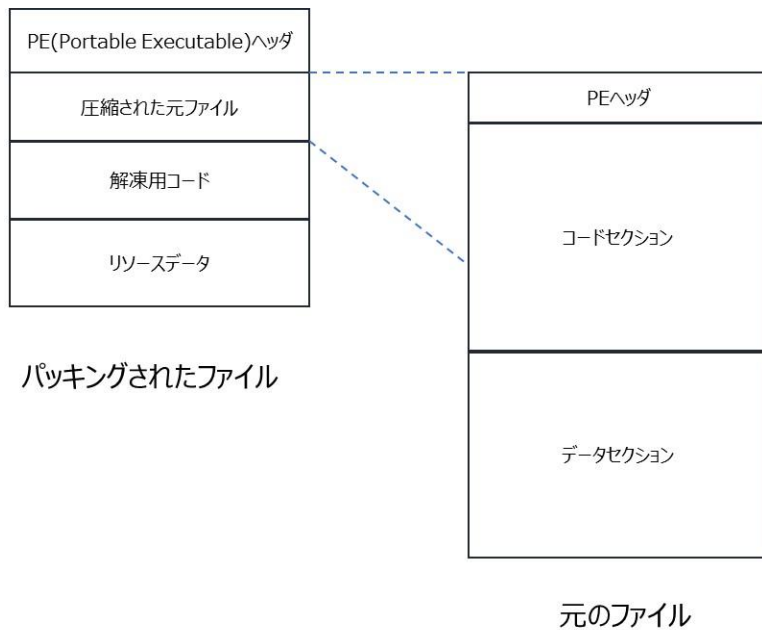 PE(Portable Executable)ヘッダ
圧縮された元ファイル
解凍用コード
リソースデータ
パッキングされたファイル
PEヘッダ
コードセクション
データセクション
元のファイル